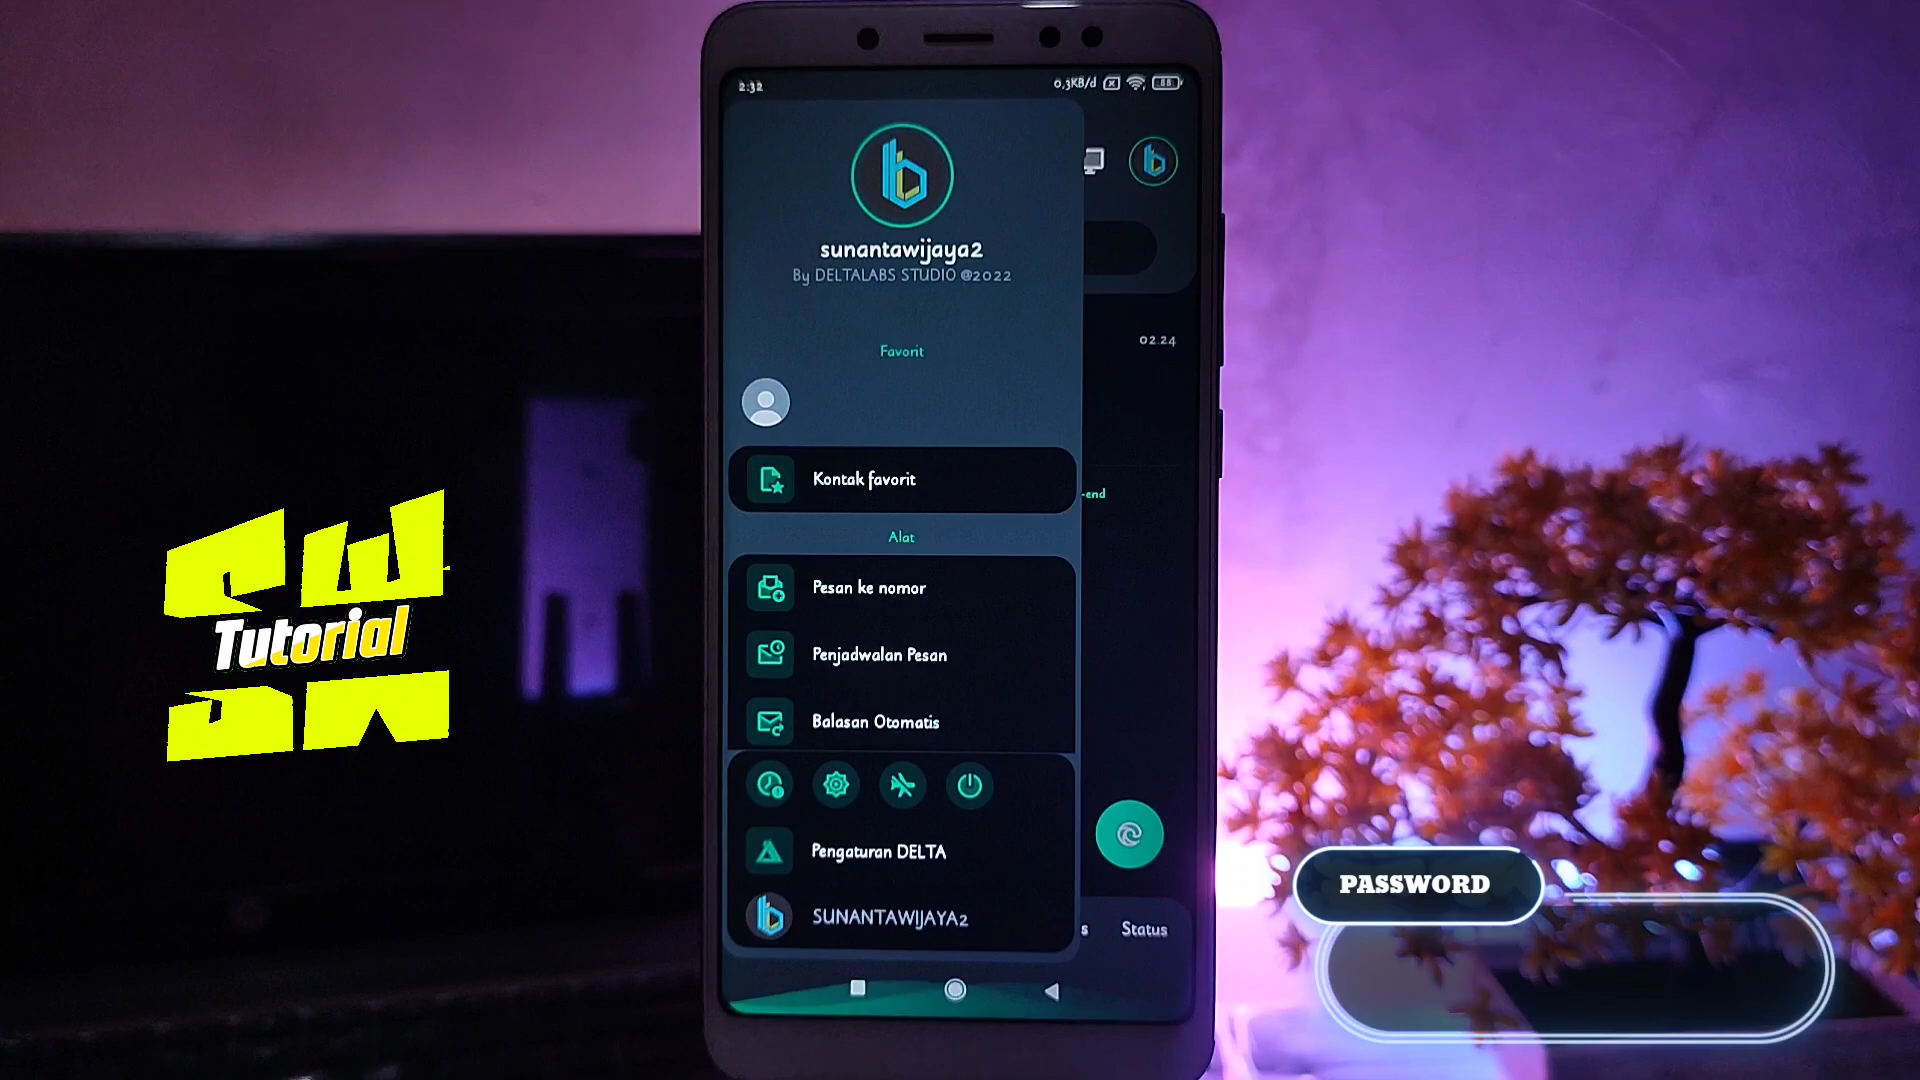 2:32
0,3KB/d
88
sunantawijaya2
By DELTALABS STUDIO @2022
Favorit
02.24
Kontak favorit
-end
Alat
Pesan ke nomor
Penjadwalan Pesan
Balasan Otomatis
Pengaturan DELTA
SUNANTAWIJAYA2
s
Status
Tutorial
PASSWORD